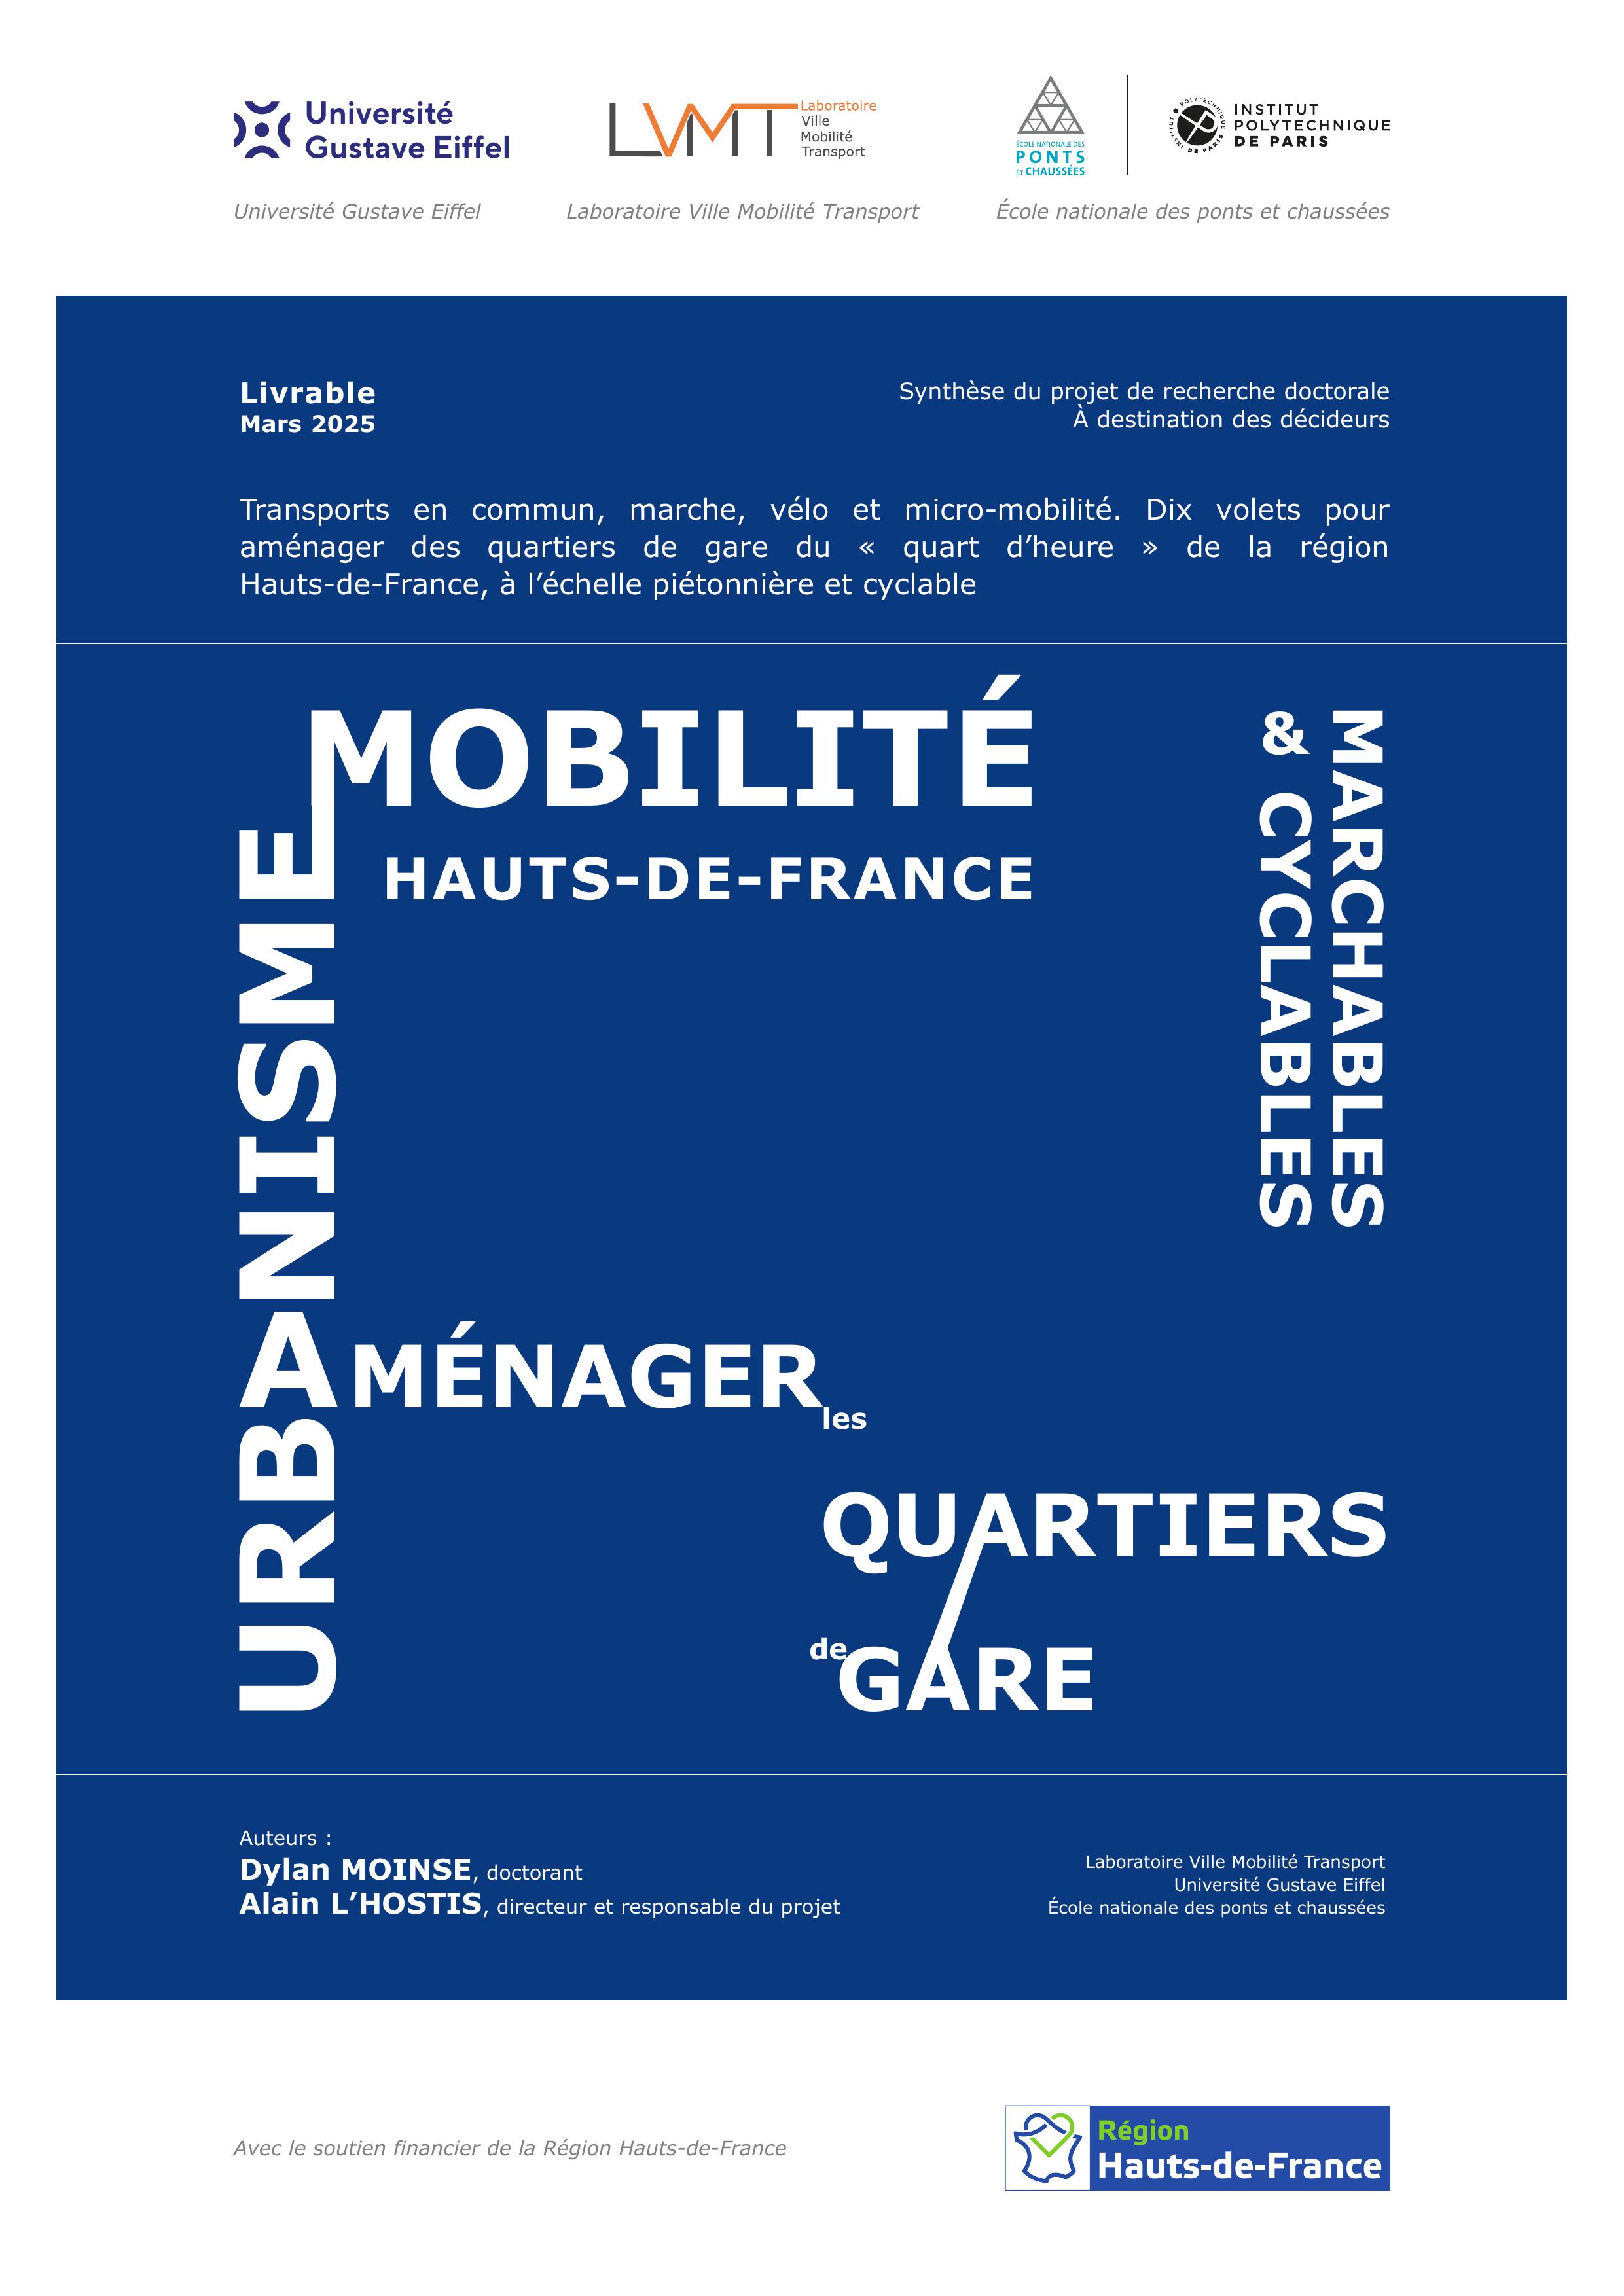 Université
Gustave Eiffel
LVMT
Laboratoire
Ville
Mobilité
Transport
ÉCOLE NATIONALE DES
PONTS
ET CHAUSSÉES
INSTITUT POLYTECHNIQUE DE PARIS
INSTITUT
POLYTECHNIQUE
DE PARIS
Université Gustave Eiffel
Laboratoire Ville Mobilité Transport
École nationale des ponts et chaussées
Livrable
Mars 2025
Synthèse du projet de recherche doctorale
À destination des décideurs
Transports en commun, marche, vélo et micro-mobilité. Dix volets pour
aménager des quartiers de gare du « quart d’heure » de la région
Hauts-de-France, à l’échelle piétonnière et cyclable
MOBILITÉ
HAUTS-DE-FRANCE
URBANISME
MARCHABLES
& CYCLABLES
AMÉNAGER
les
QUARTIERS
de
GARE
Auteurs :
Dylan MOINSE, doctorant
Alain L’HOSTIS, directeur et responsable du projet
Laboratoire Ville Mobilité Transport
Université Gustave Eiffel
École nationale des ponts et chaussées
Avec le soutien financier de la Région Hauts-de-France
Région
Hauts-de-France